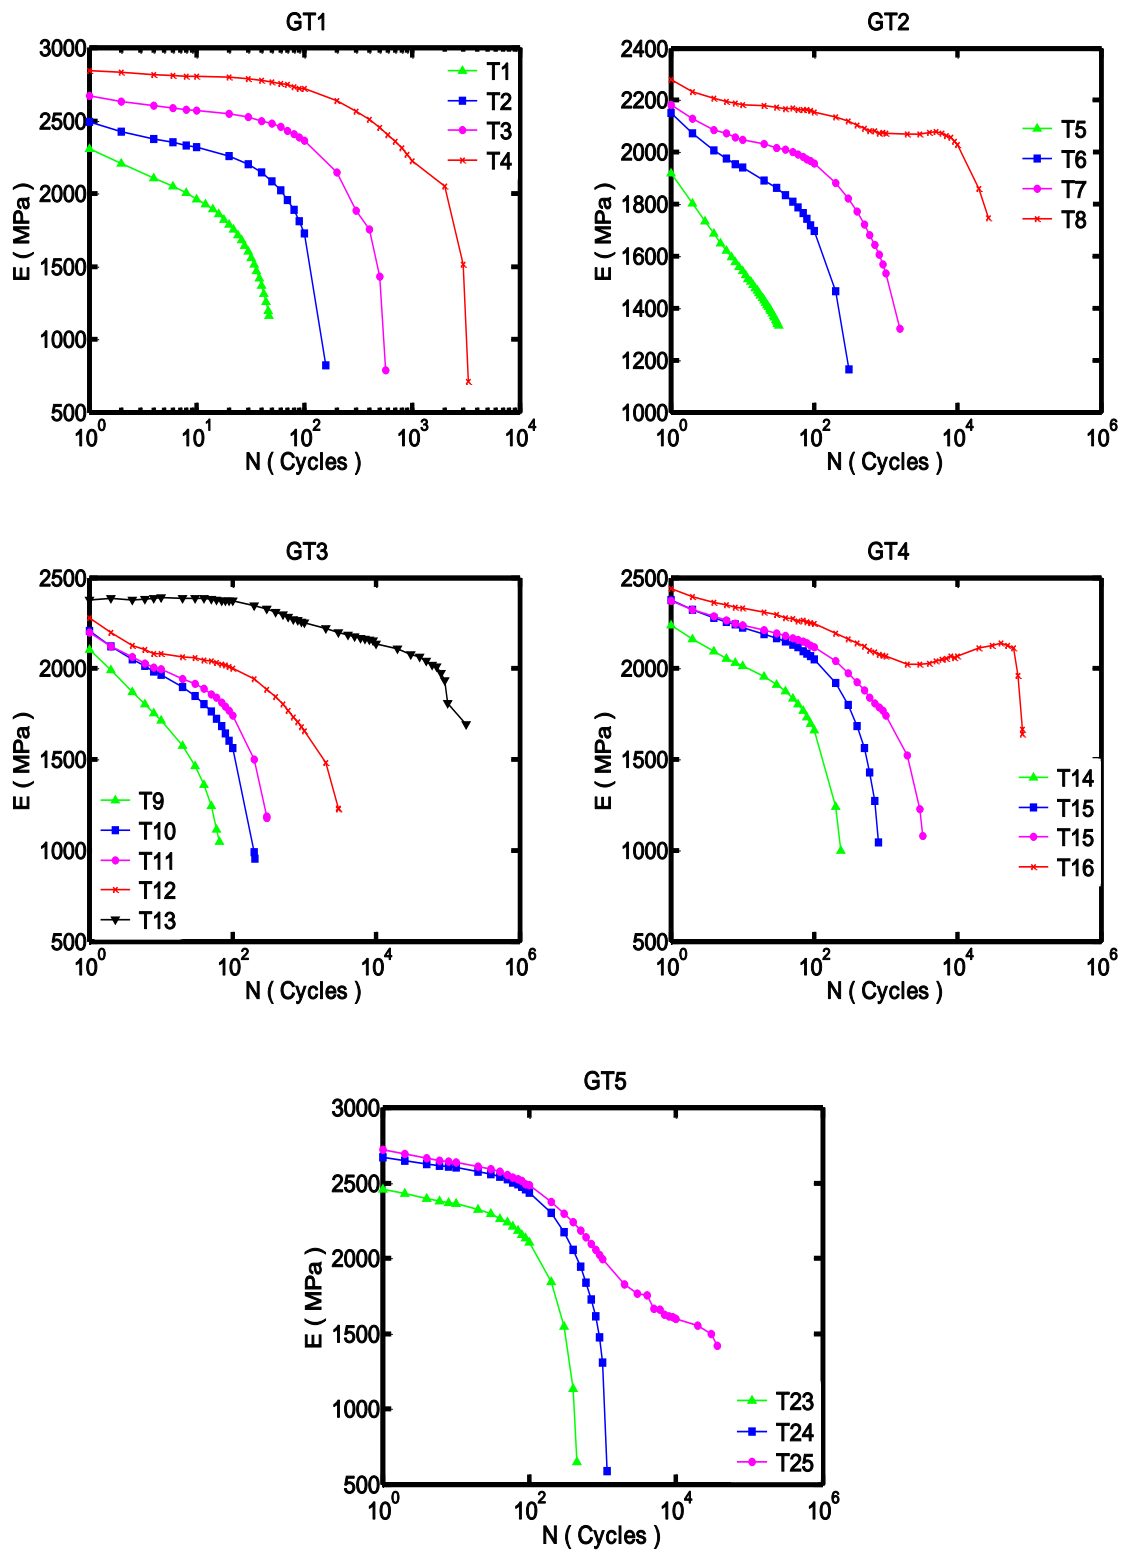 GT1
3000
2500
2000
1500
1000
500
E ( MPa )
T1
T2
T3
T4
10^0 10^1 10^2 10^3 10^4
N ( Cycles )
GT2
2400
2200
2000
1800
1600
1400
1200
1000
E ( MPa )
T5
T6
T7
T8
10^0 10^2 10^4 10^6
N ( Cycles )
GT3
2500
2000
1500
1000
500
E ( MPa )
T9
T10
T11
T12
T13
10^0 10^2 10^4 10^6
N ( Cycles )
GT4
2500
2000
1500
1000
500
E ( MPa )
T14
T15
T15
T16
10^0 10^2 10^4 10^6
N ( Cycles )
GT5
3000
2500
2000
1500
1000
500
E ( MPa )
T23
T24
T25
10^0 10^2 10^4 10^6
N ( Cycles )